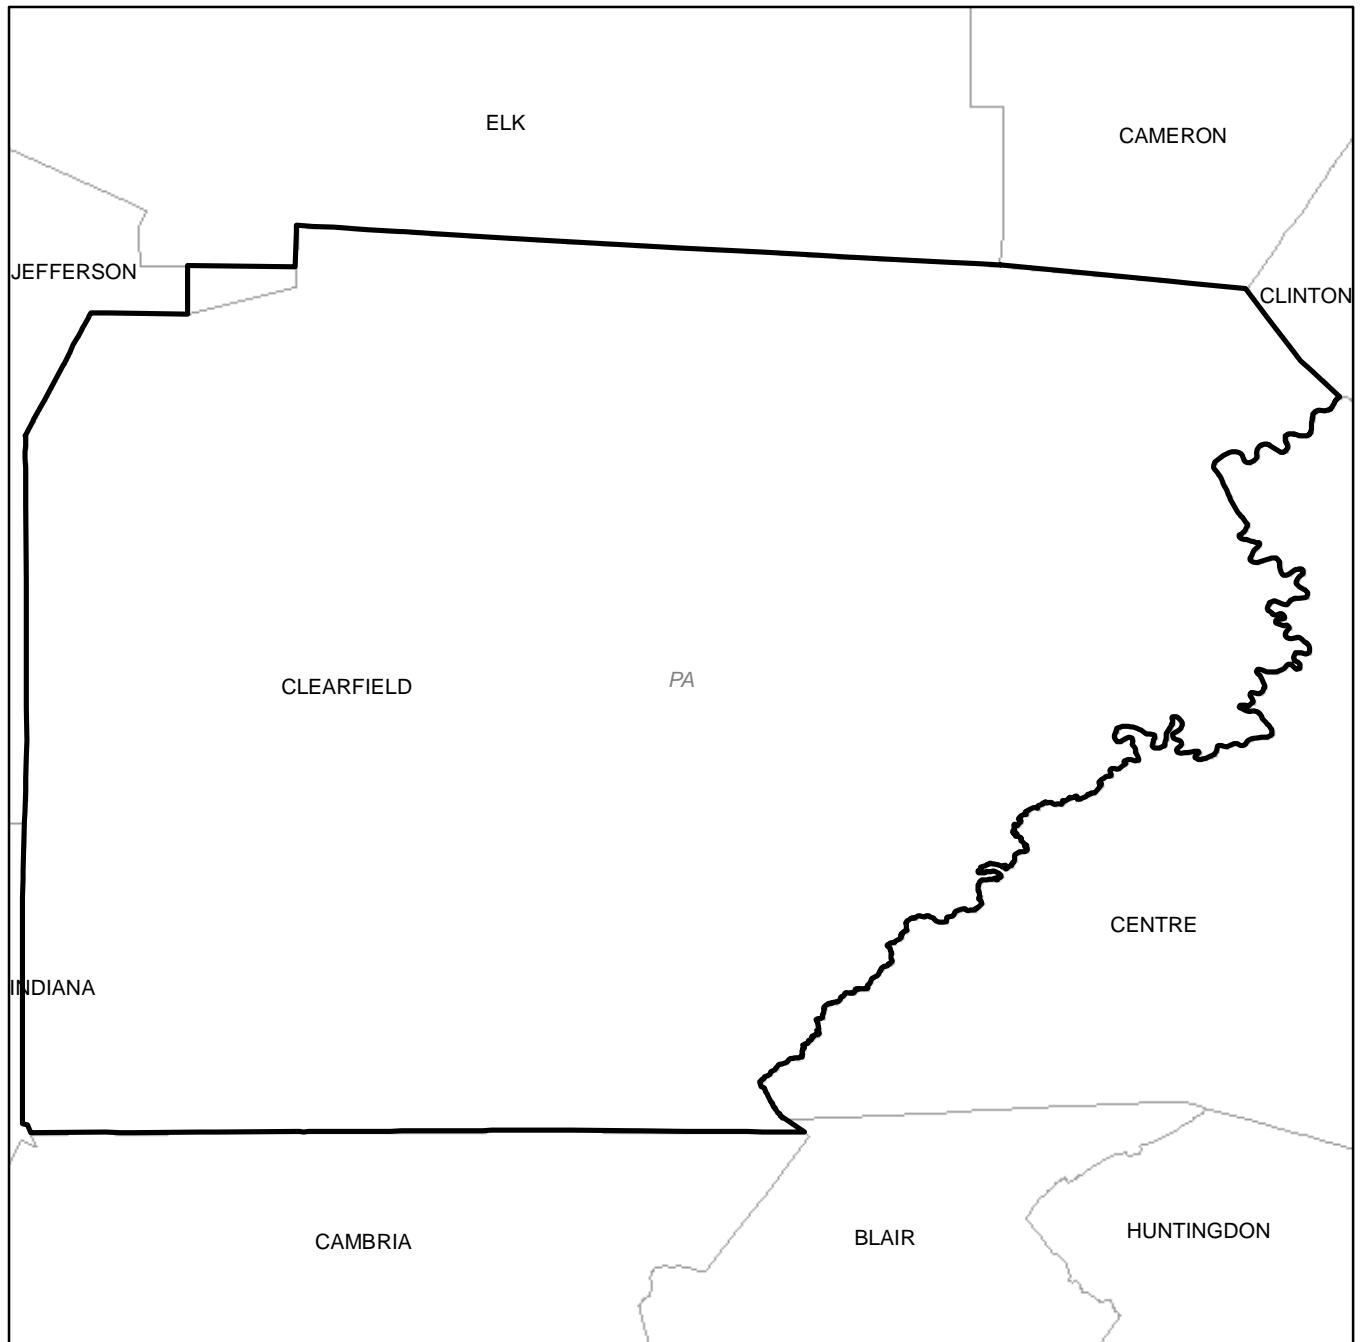 ELK
CAMERON
JEFFERSON
CLINTON
CLEARFIELD
PA
CENTRE
INDIANA
CAMBRIA
BLAIR
HUNTINGDON